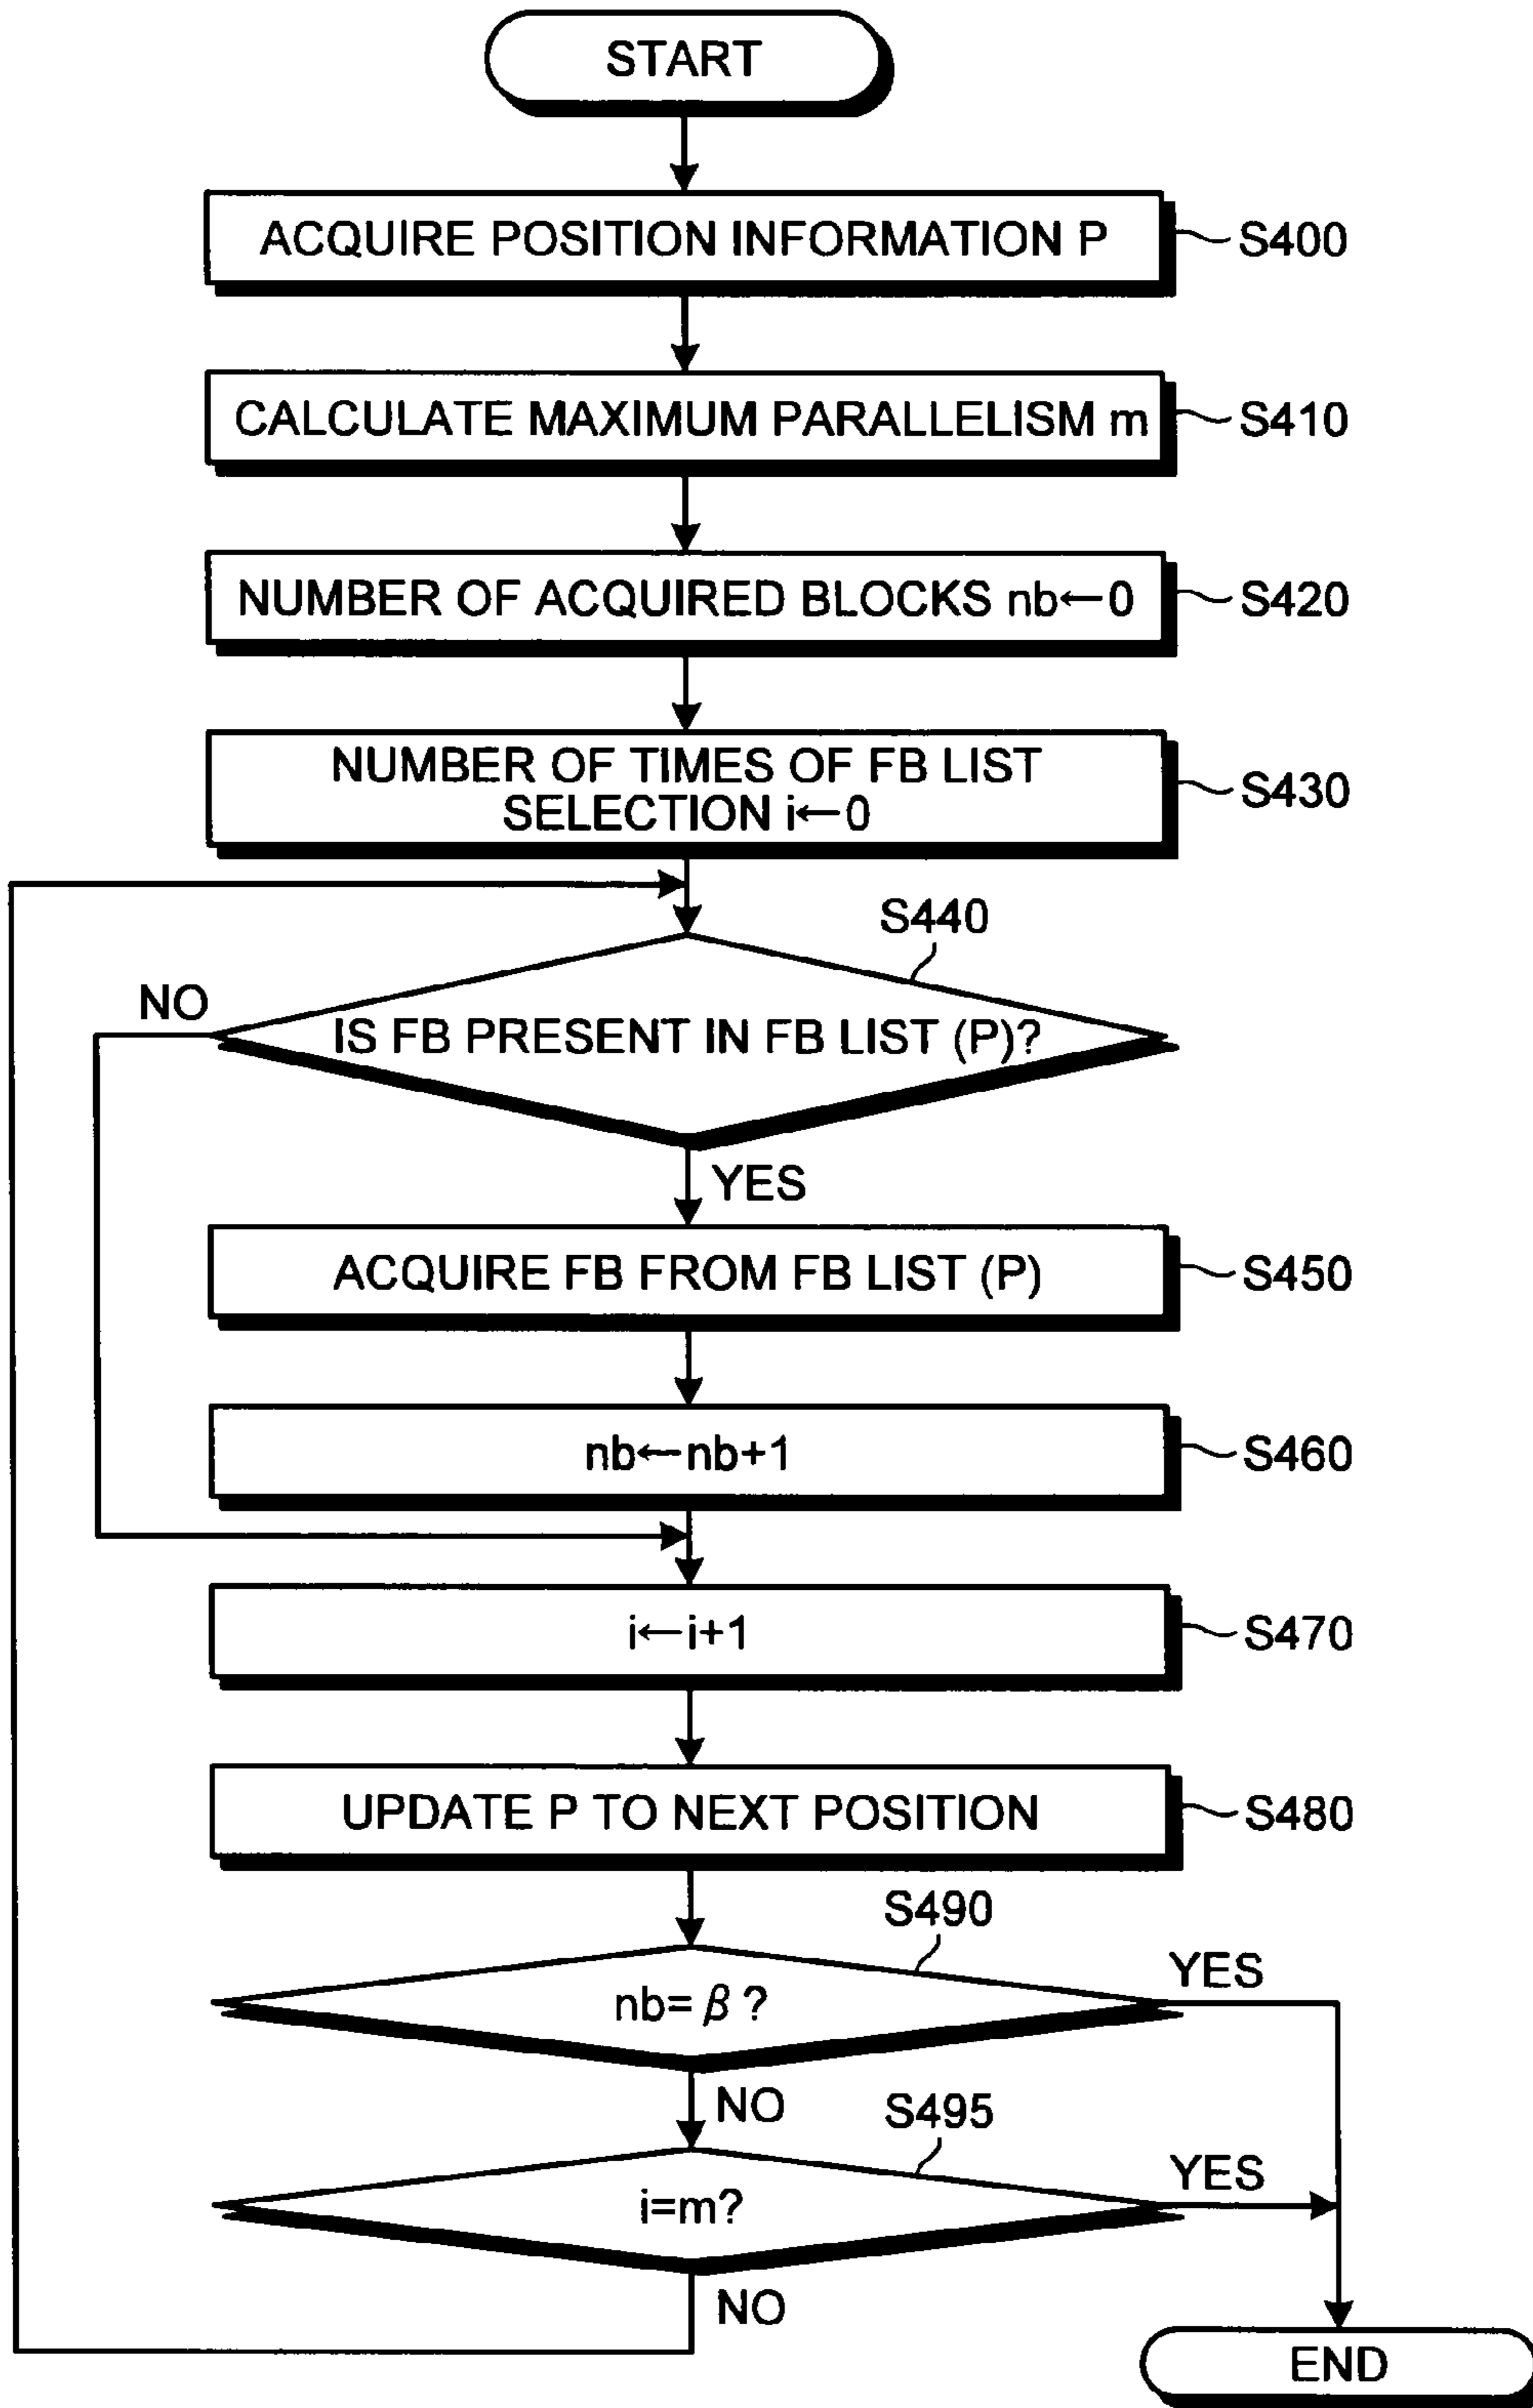 START
ACQUIRE POSITION INFORMATION P
S400
CALCULATE MAXIMUM PARALLELISM m
S410
NUMBER OF ACQUIRED BLOCKS nb←0
S420
NUMBER OF TIMES OF FB LIST
SELECTION i←0
S430
S440
NO
IS FB PRESENT IN FB LIST (P)?
YES
ACQUIRE FB FROM FB LIST (P)
S450
nb←nb+1
S460
i←i+1
S470
UPDATE P TO NEXT POSITION
S480
S490
YES
nb=β?
NO
S495
YES
i=m?
NO
END